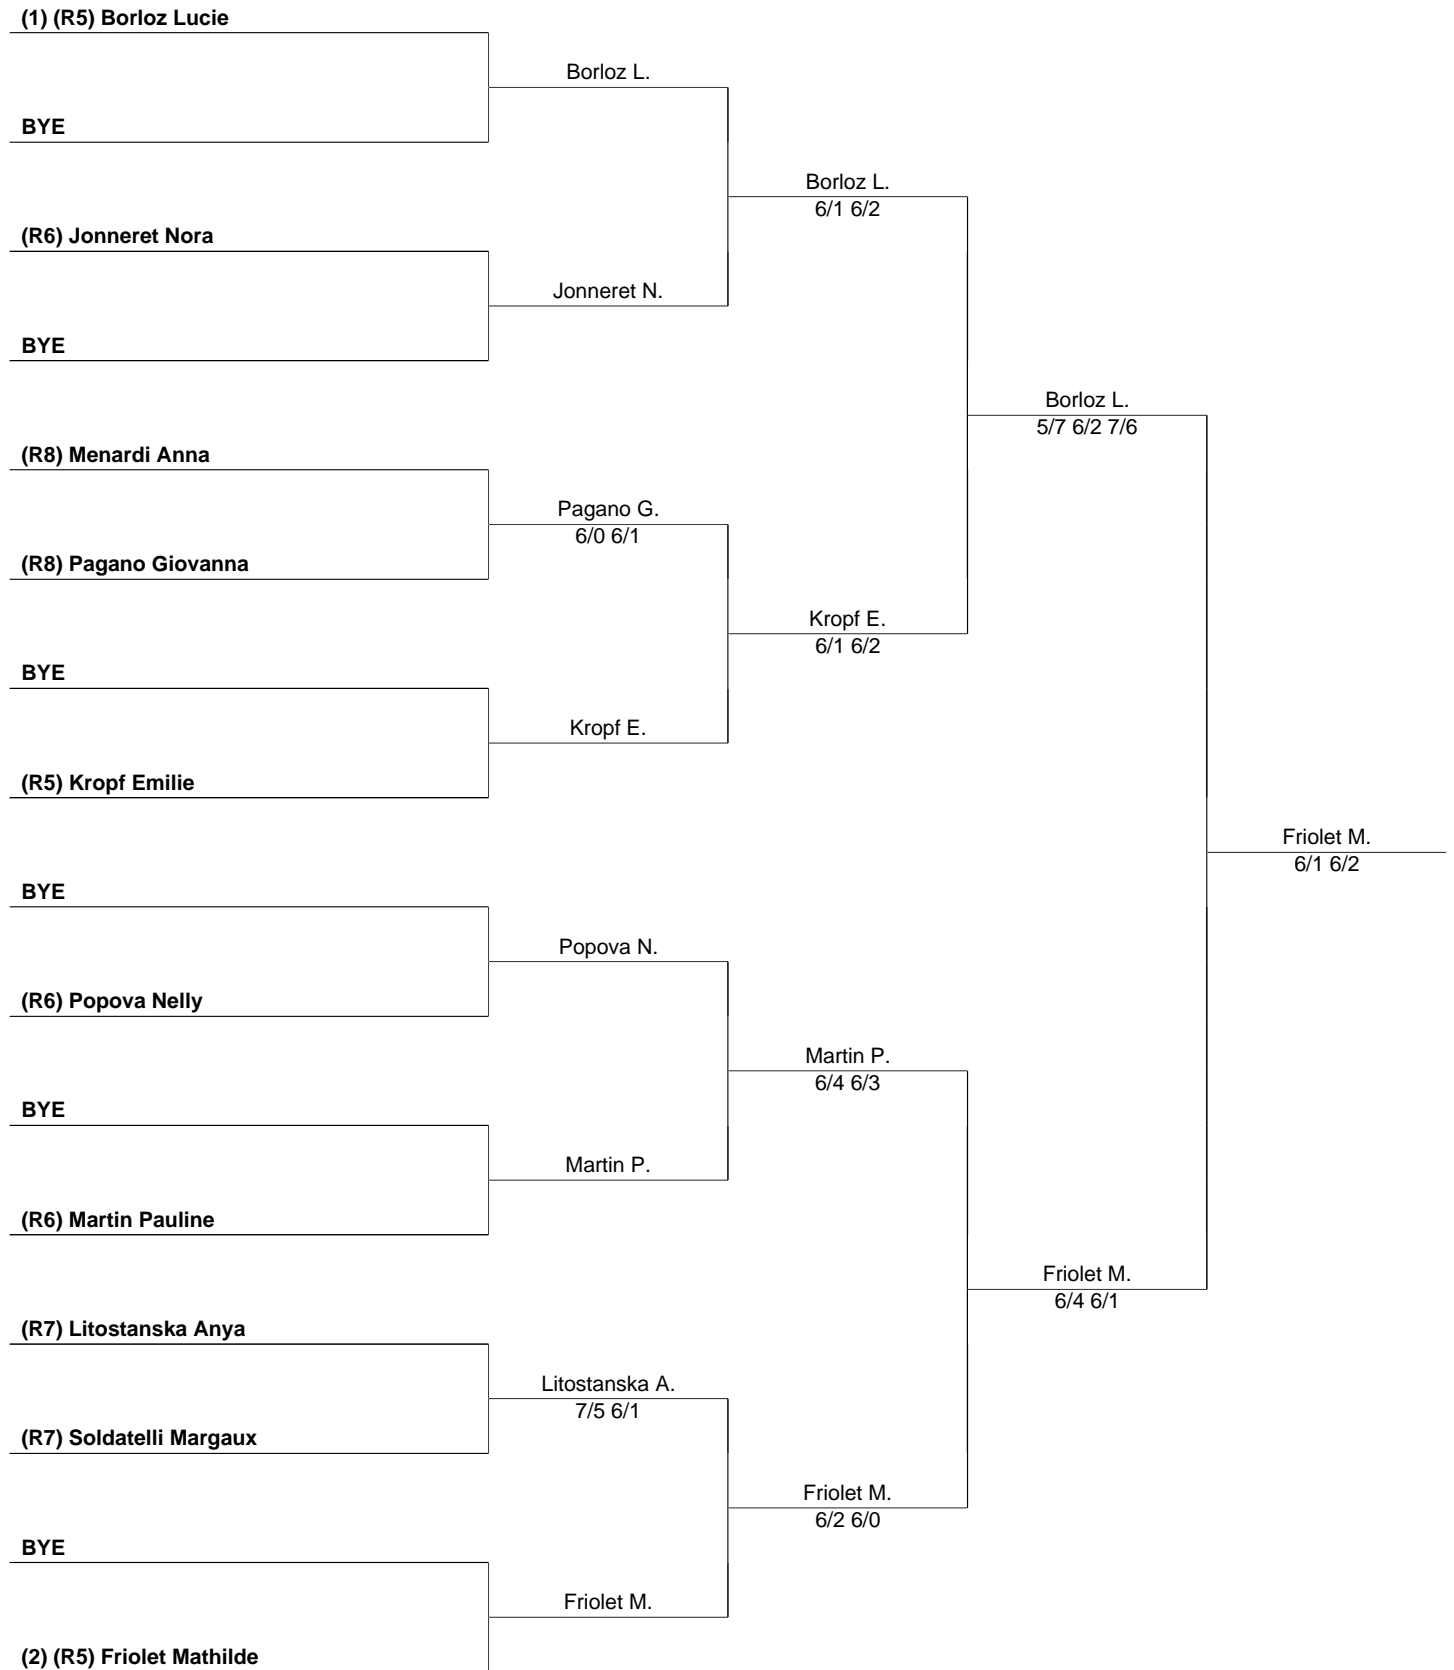 (1) (R5) Borloz Lucie
Borloz L.
BYE
Borloz L.
6/1 6/2
(R6) Jonneret Nora
Jonneret N.
BYE
Borloz L.
5/7 6/2 7/6
(R8) Menardi Anna
Pagano G.
6/0 6/1
(R8) Pagano Giovanna
Kropf E.
6/1 6/2
BYE
Kropf E.
(R5) Kropf Emilie
Friolet M.
6/1 6/2
BYE
Popova N.
(R6) Popova Nelly
Martin P.
6/4 6/3
BYE
Martin P.
(R6) Martin Pauline
Friolet M.
6/4 6/1
(R7) Litostanska Anya
Litostanska A.
7/5 6/1
(R7) Soldatelli Margaux
Friolet M.
6/2 6/0
BYE
Friolet M.
(2) (R5) Friolet Mathilde